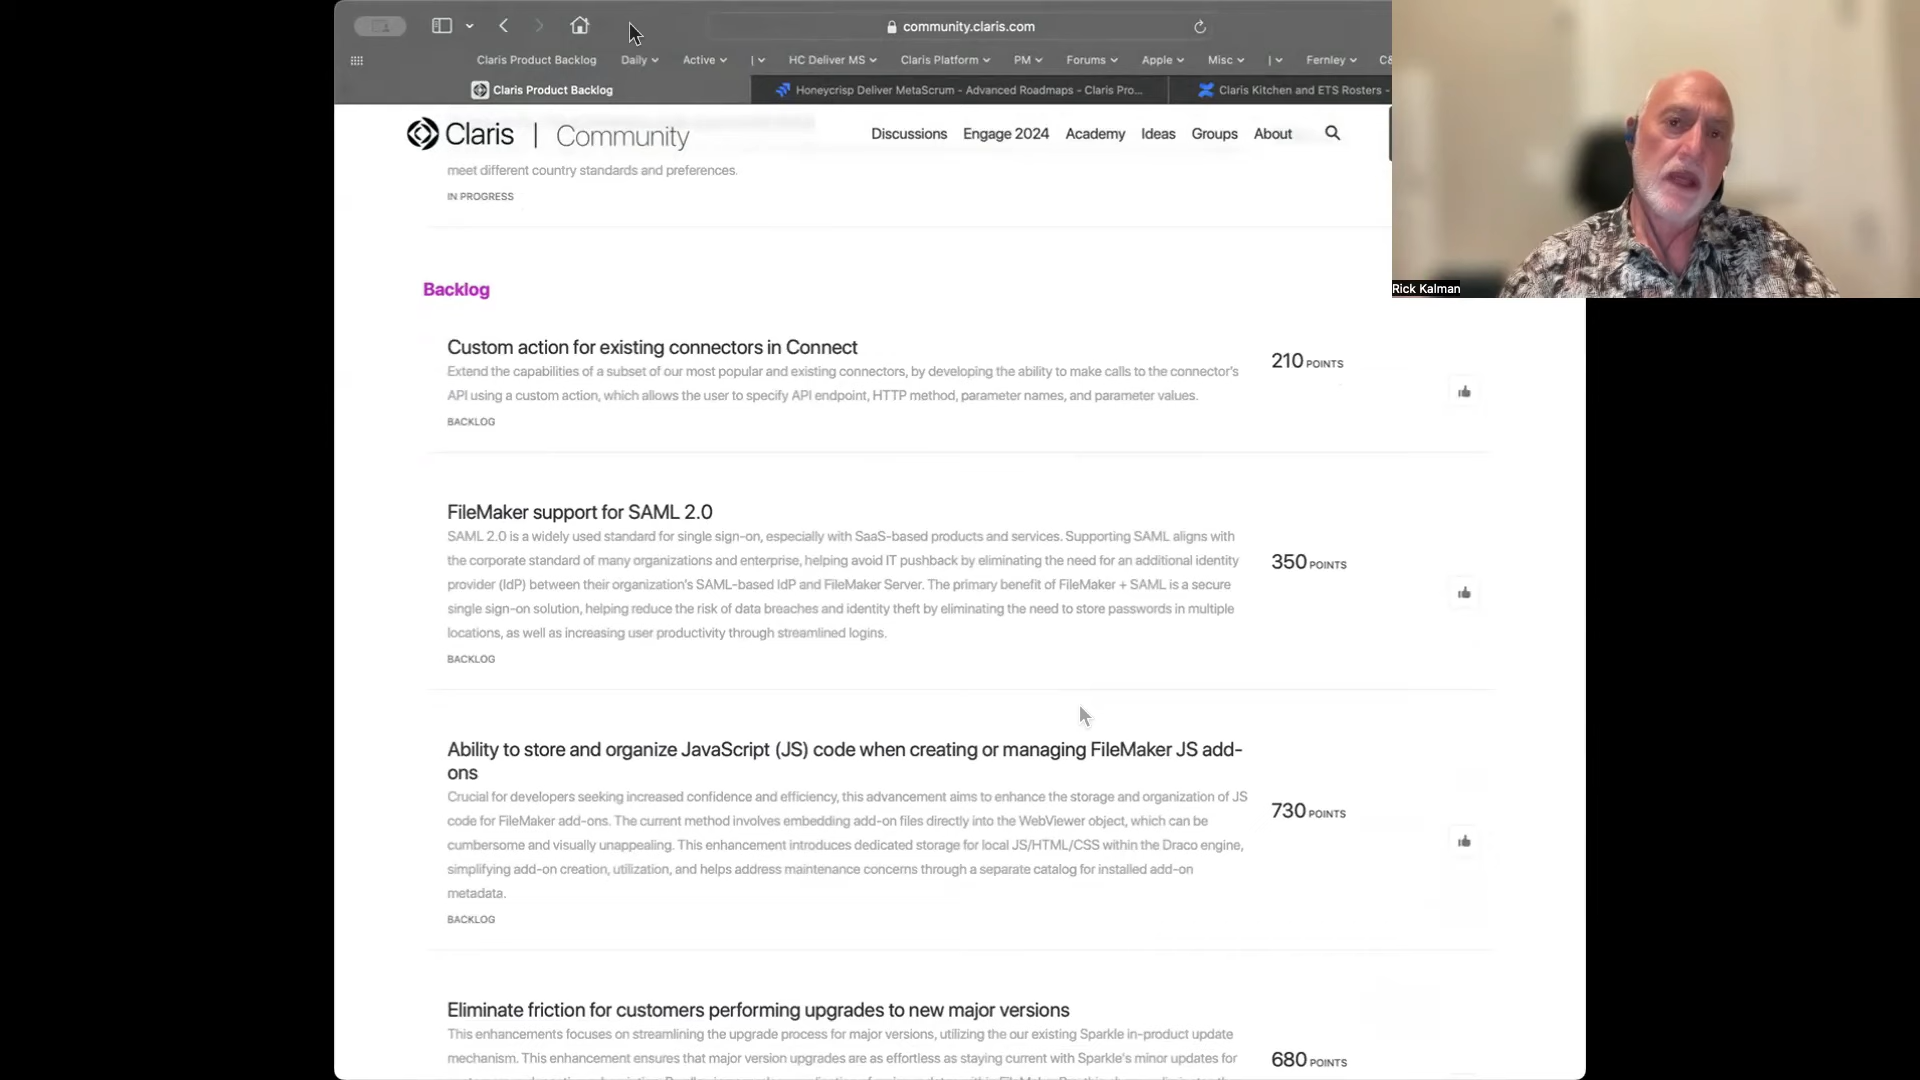 community.claris.com
Claris Product Backlog
Daily
Active
|
HC Deliver MS
Claris Platform
PM
Forums
Apple
Misc
|
Fernley
Claris Product Backlog
Honeycrisp Deliver MetaScrum - Advanced Roadmaps - Claris Pro...
Claris Kitchen and ETS Rosters -
Claris | Community
Discussions
Engage 2024
Academy
Ideas
Groups
About
Rick Kalman
meet different country standards and preferences.
IN PROGRESS
Backlog
Custom action for existing connectors in Connect
Extend the capabilities of a subset of our most popular and existing connectors, by developing the ability to make calls to the connector's
API using a custom action, which allows the user to specify API endpoint, HTTP method, parameter names, and parameter values.
BACKLOG
210 POINTS
FileMaker support for SAML 2.0
SAML 2.0 is a widely used standard for single sign-on, especially with SaaS-based products and services. Supporting SAML aligns with
the corporate standard of many organizations and enterprise, helping avoid IT pushback by eliminating the need for an additional identity
provider (IdP) between their organization's SAML-based IdP and FileMaker Server. The primary benefit of FileMaker + SAML is a secure
single sign-on solution, helping reduce the risk of data breaches and identity theft by eliminating the need to store passwords in multiple
locations, as well as increasing user productivity through streamlined logins.
BACKLOG
350 POINTS
Ability to store and organize JavaScript (JS) code when creating or managing FileMaker JS add-
ons
Crucial for developers seeking increased confidence and efficiency, this advancement aims to enhance the storage and organization of JS
code for FileMaker add-ons. The current method involves embedding add-on files directly into the WebViewer object, which can be
cumbersome and visually unappealing. This enhancement introduces dedicated storage for local JS/HTML/CSS within the Draco engine,
simplifying add-on creation, utilization, and helps address maintenance concerns through a separate catalog for installed add-on
metadata.
BACKLOG
730 POINTS
Eliminate friction for customers performing upgrades to new major versions
This enhancements focuses on streamlining the upgrade process for major versions, utilizing the our existing Sparkle in-product update
mechanism. This enhancement ensures that major version upgrades are as effortless as staying current with Sparkle's minor updates for
680 POINTS